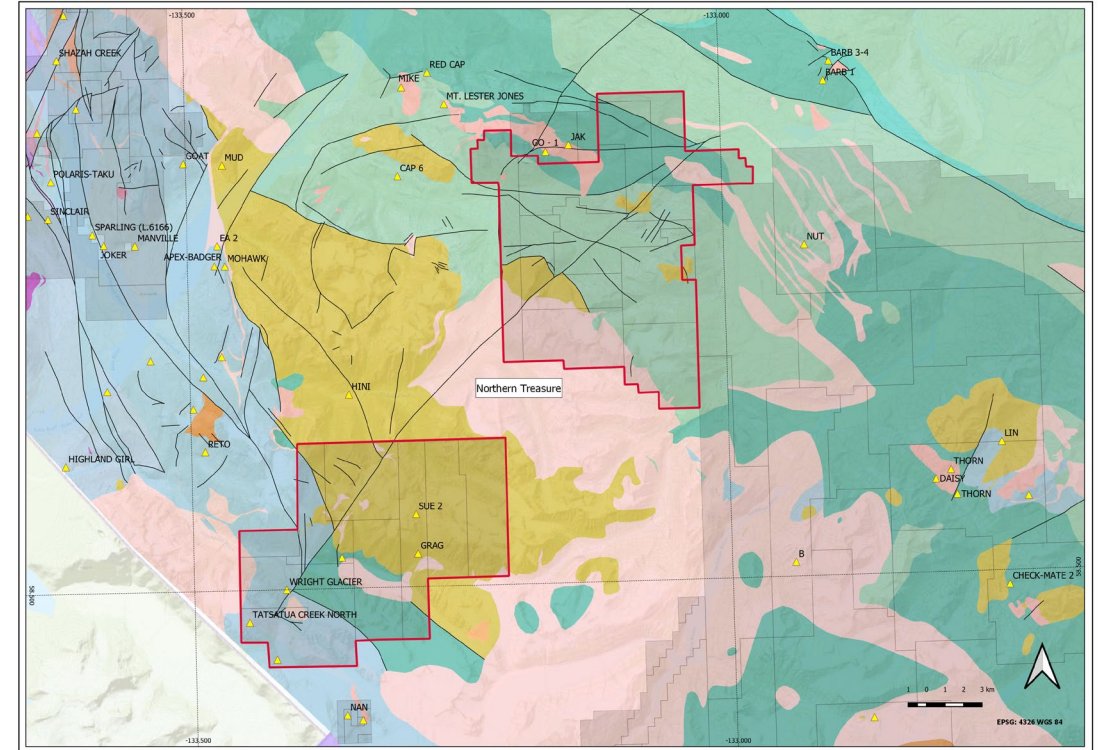 -133.500
-133.000
SHAZAH CREEK
BARB 3-4
RED CAP
BARB 1
MIKE
MT. LESTER JONES
JAK
GO - 1
GOAT
MUD
CAP 6
POLARIS-TAKU
SINCLAIR
SPARLING (L.6166)
MANVILLE
EA 2
NUT
JOKER
APEX-BADGER
MOHAWK
HINI
Northern Treasure
LIN
RETO
HIGHLAND GIRL
THORN
DAISY
THORN
SUE 2
GRAG
B
58.500
CHECK-MATE 2
WRIGHT GLACIER
58.500
TATSATUA CREEK NORTH
1 0 1 2 3 km
NAN
EPSG: 4326 WGS 84
-133.500
-133.000